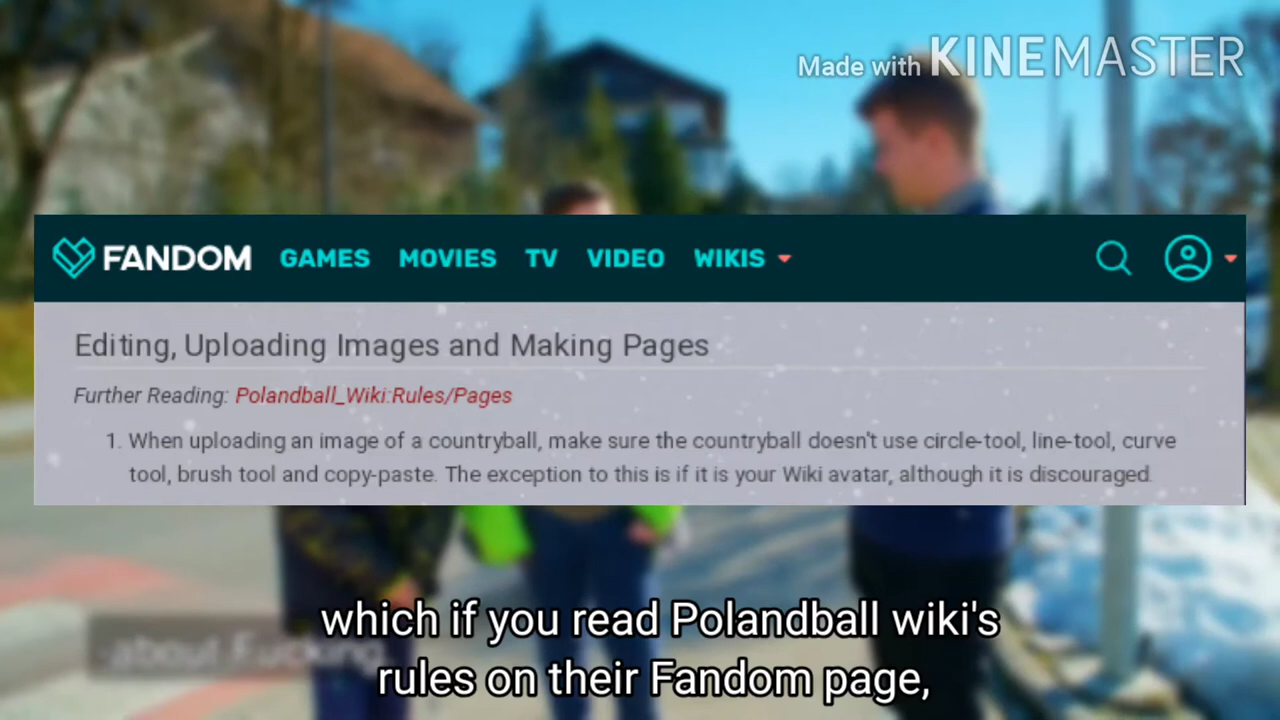 Made with KINEMASTER
FANDOM GAMES MOVIES TV VIDEO WIKIS
Editing, Uploading Images and Making Pages
Further Reading: Polandball_Wiki:Rules/Pages
1. When uploading an image of a countryball, make sure the countryball doesn't use circle-tool, line-tool, curve
tool, brush tool and copy-paste. The exception to this is if it is your Wiki avatar, although it is discouraged.
about Fucking
which if you read Polandball wiki's
rules on their Fandom page,